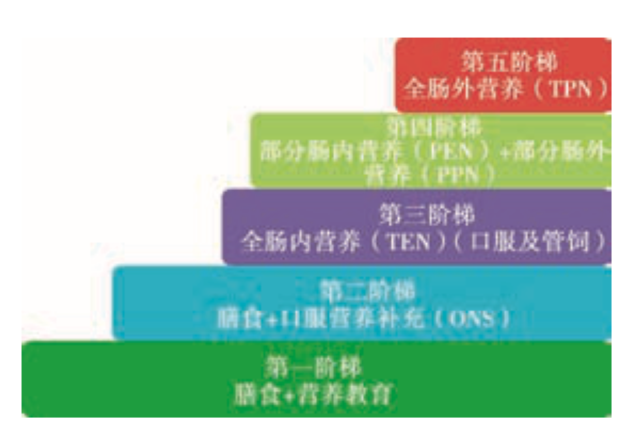 第五阶梯
全肠外营养（TPN）
第四阶梯
部分肠内营养（PEN）+部分肠外
营养（PPN）
第三阶梯
全肠内营养（TEN）（口服及管饲）
第二阶梯
膳食+口服营养补充（ONS）
第一阶梯
膳食+营养教育